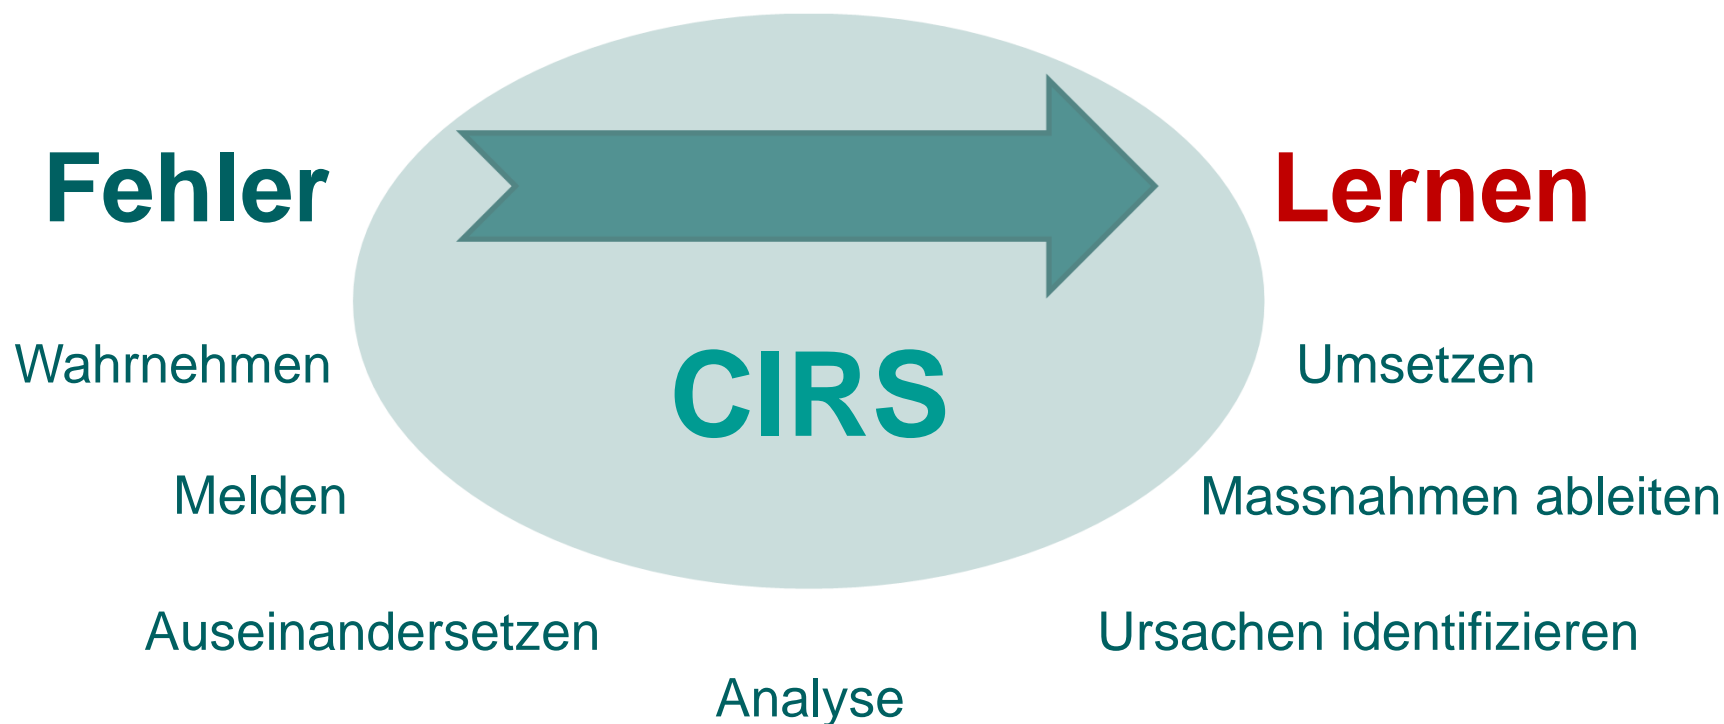 Fehler
Lernen
CIRS
Wahrnehmen
Umsetzen
Melden
Massnahmen ableiten
Auseinandersetzen
Ursachen identifizieren
Analyse